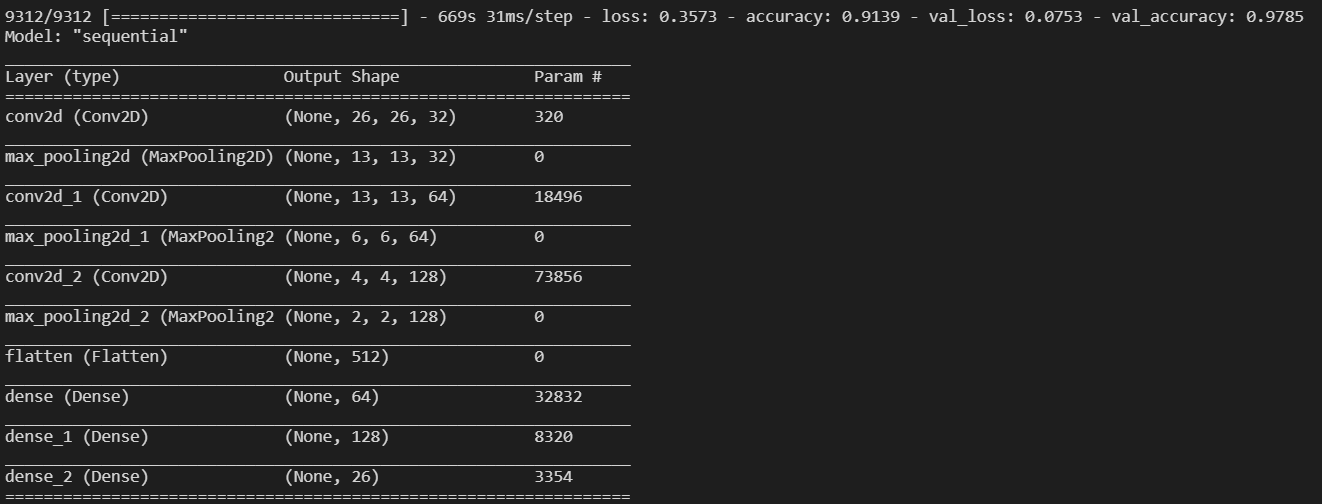 9312/9312 [==============================] - 669s 31ms/step - loss: 0.3573 - accuracy: 0.9139 - val_loss: 0.0753 - val_accuracy: 0.9785
Model: "sequential"
_________________________________________________________________
Layer (type)                 Output Shape              Param #
=================================================================
conv2d (Conv2D)              (None, 26, 26, 32)        320
_________________________________________________________________
max_pooling2d (MaxPooling2D) (None, 13, 13, 32)        0
_________________________________________________________________
conv2d_1 (Conv2D)            (None, 13, 13, 64)        18496
_________________________________________________________________
max_pooling2d_1 (MaxPooling2 (None, 6, 6, 64)          0
_________________________________________________________________
conv2d_2 (Conv2D)            (None, 4, 4, 128)         73856
_________________________________________________________________
max_pooling2d_2 (MaxPooling2 (None, 2, 2, 128)         0
_________________________________________________________________
flatten (Flatten)            (None, 512)               0
_________________________________________________________________
dense (Dense)                (None, 64)                32832
_________________________________________________________________
dense_1 (Dense)              (None, 128)               8320
_________________________________________________________________
dense_2 (Dense)              (None, 26)                3354
=================================================================